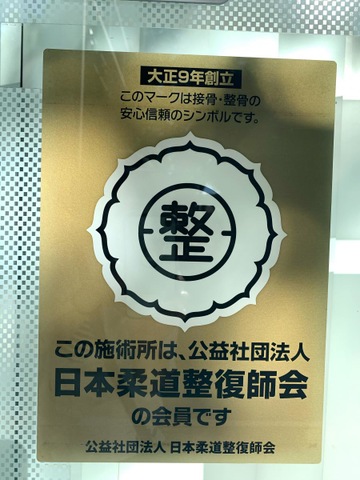 大正9年創立
このマークは接骨・整骨の
安心信頼のシンボルです。
整
この施術所は、公益社団法人
日本柔道整復師会
の会員です
公益社団法人 日本柔道整復師会